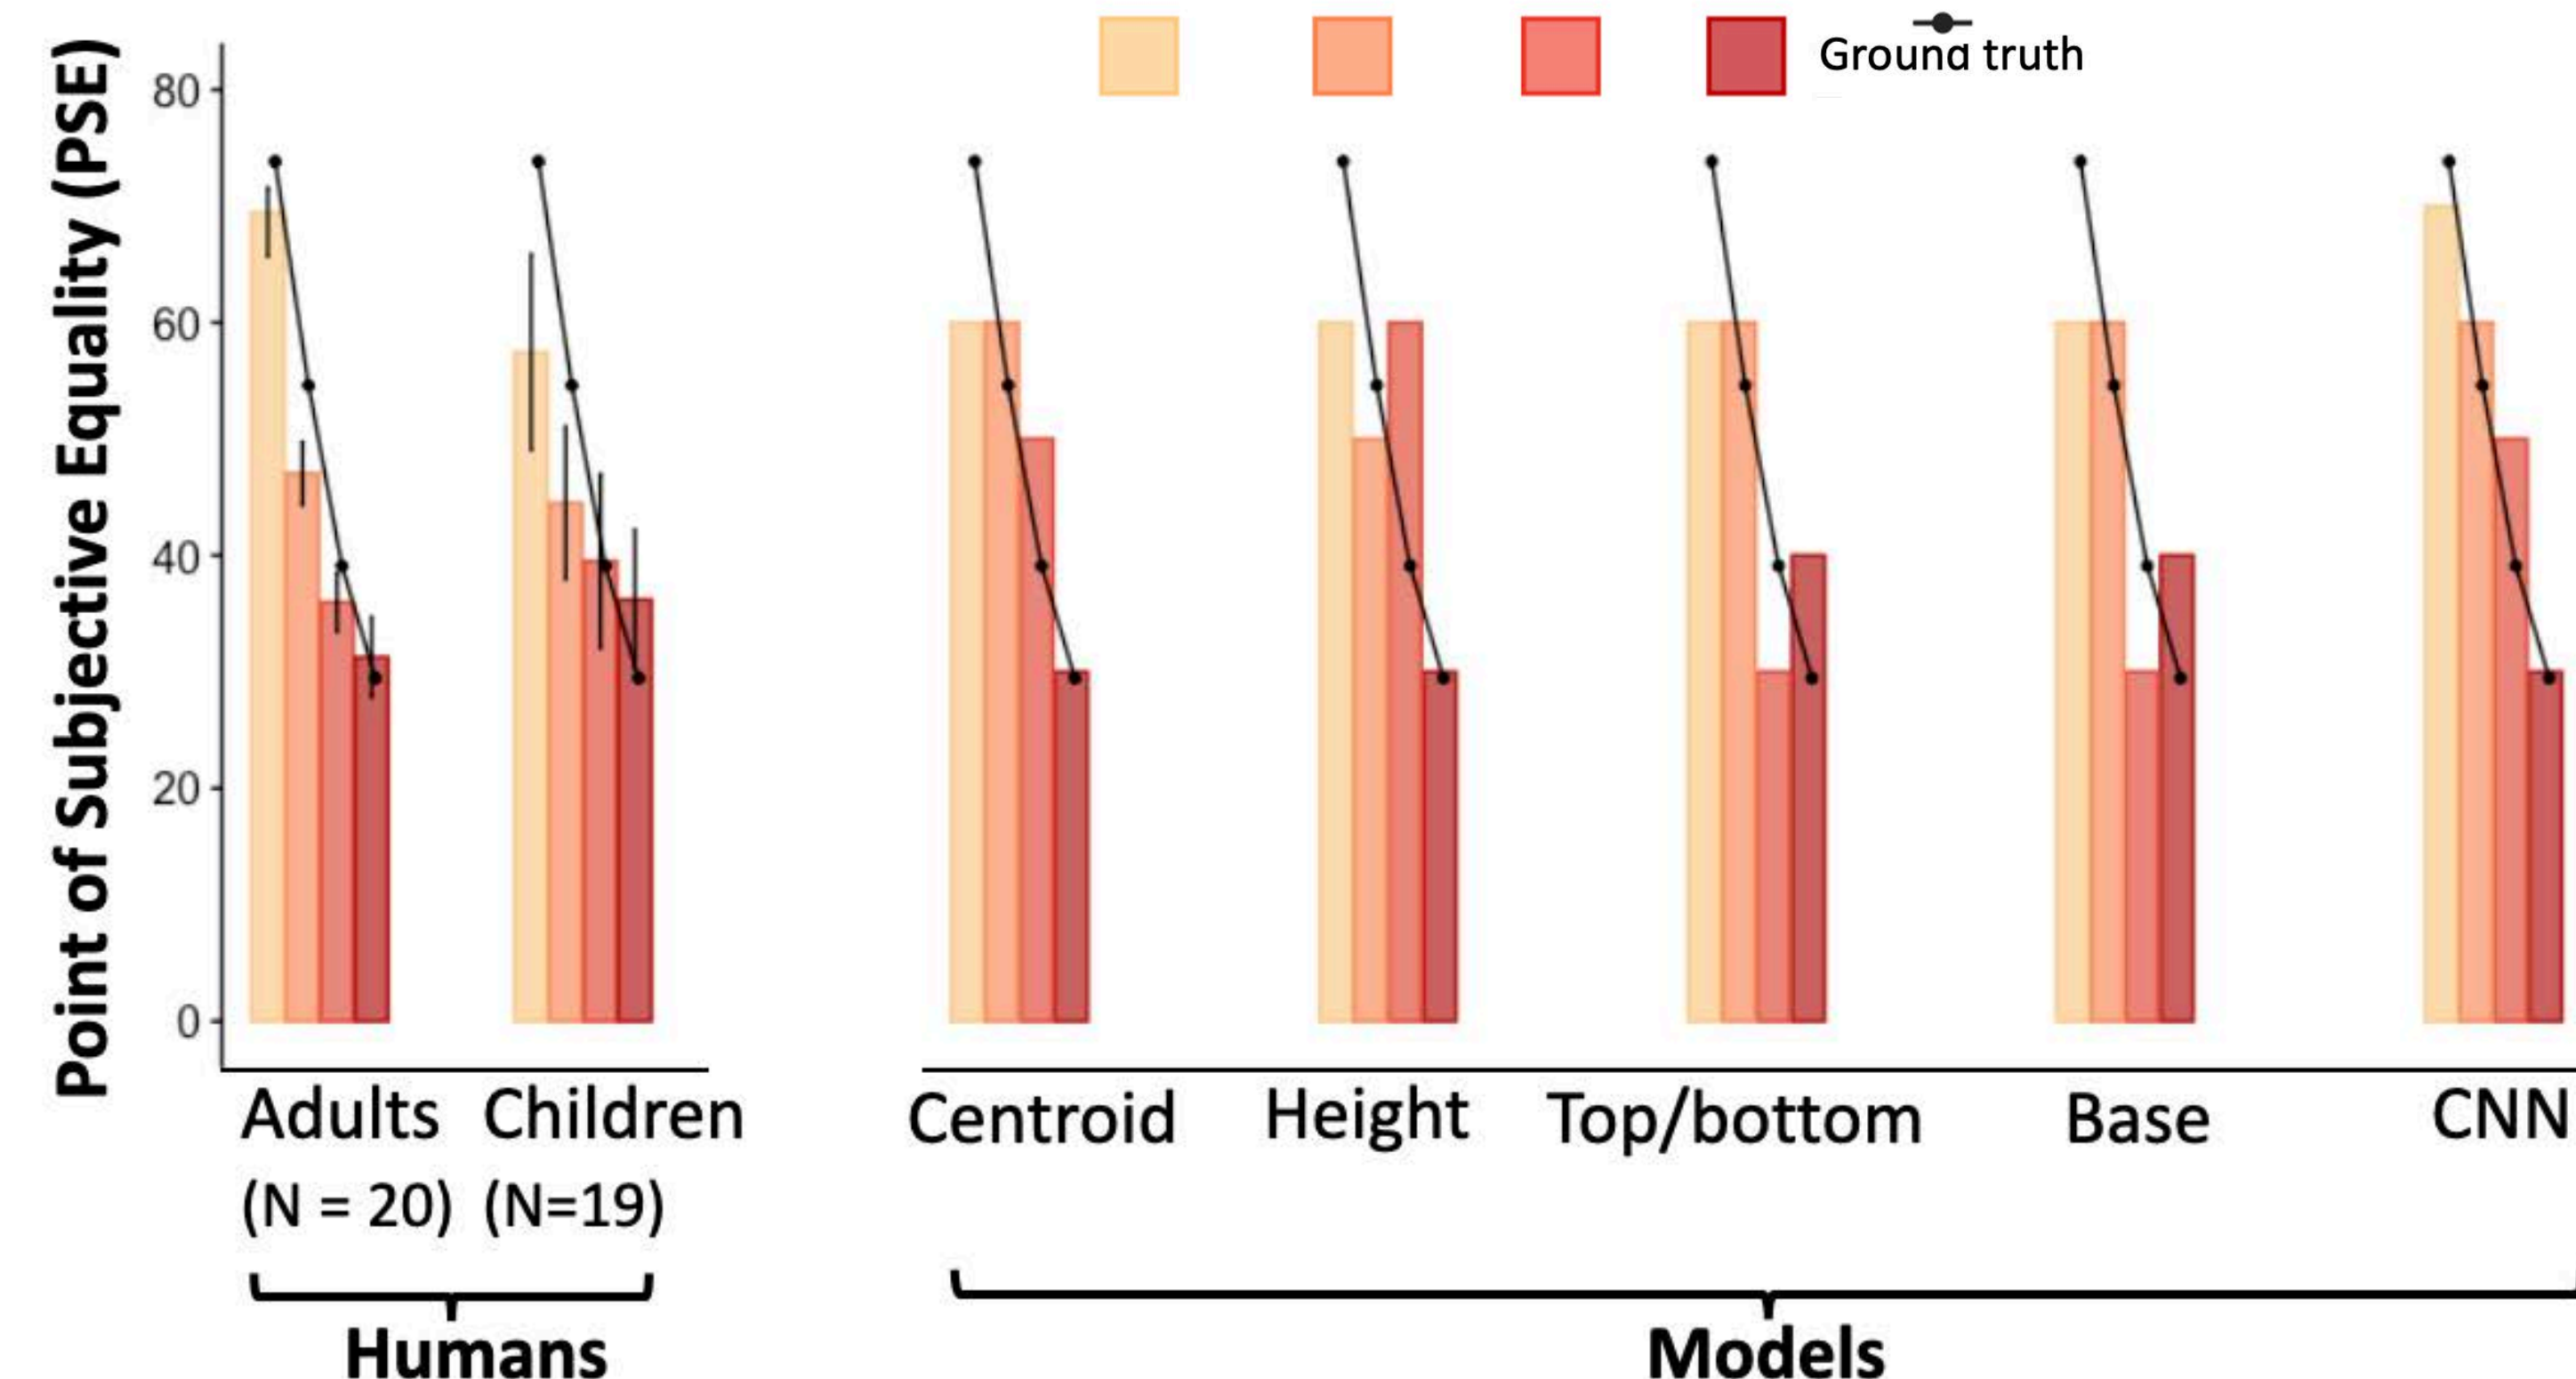 Point of Subjective Equality (PSE)
80
60
40
20
0
Ground truth
Adults
Children
Centroid
Height
Top/bottom
Base
CNN
(N = 20)
(N=19)
Humans
Models